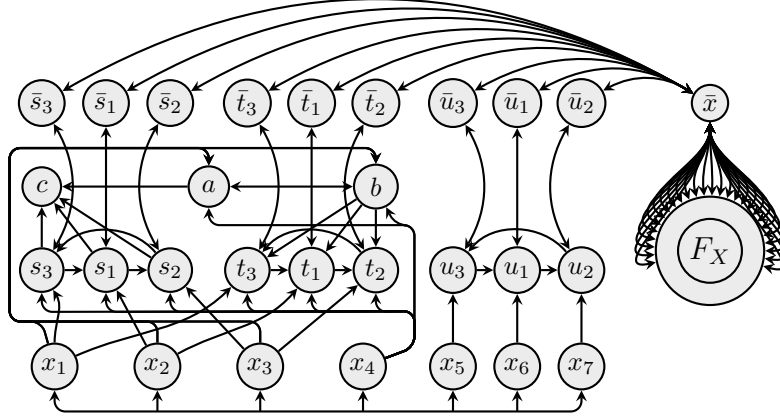 s̄₃ s̄₁ s̄₂ t̄₃ t̄₁ t̄₂ ū₃ ū₁ ū₂ x̄
c a b
s₃ s₁ s₂ t₃ t₁ t₂ u₃ u₁ u₂ F_X
x₁ x₂ x₃ x₄ x₅ x₆ x₇